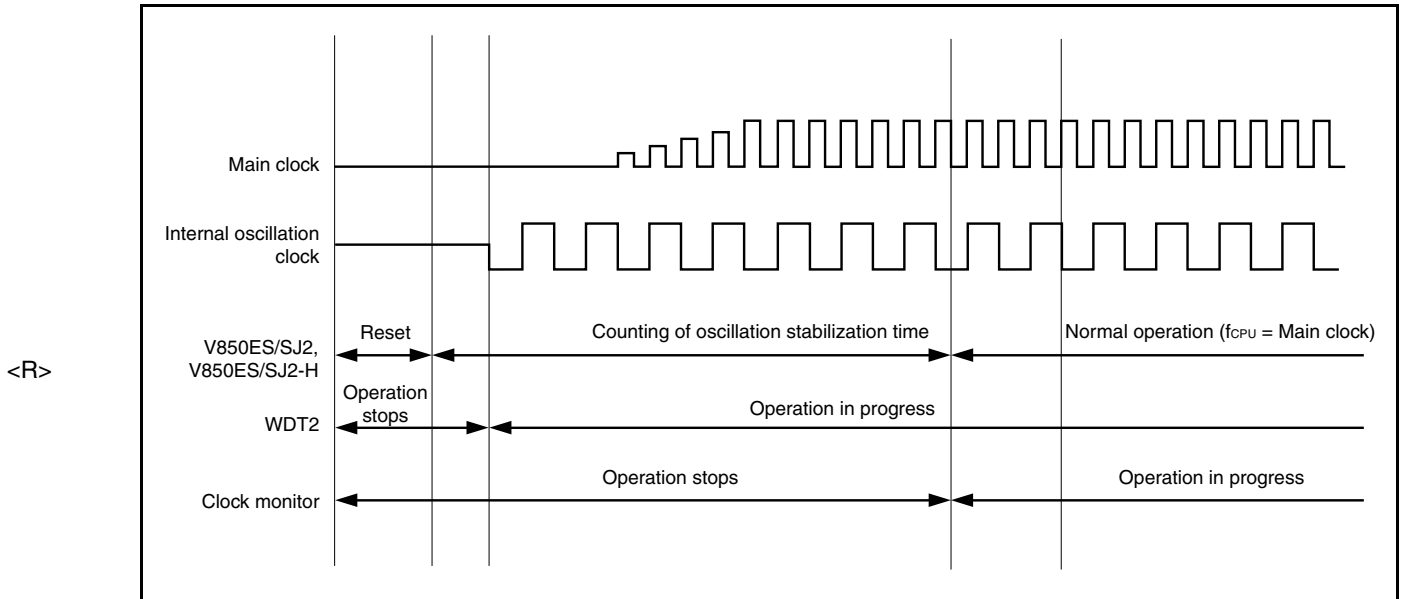 Main clock
Internal oscillation
clock
Reset
Counting of oscillation stabilization time
Normal operation (fCPU = Main clock)
V850ES/SJ2,
V850ES/SJ2-H
<R>
Operation
stops
Operation in progress
WDT2
Operation stops
Operation in progress
Clock monitor